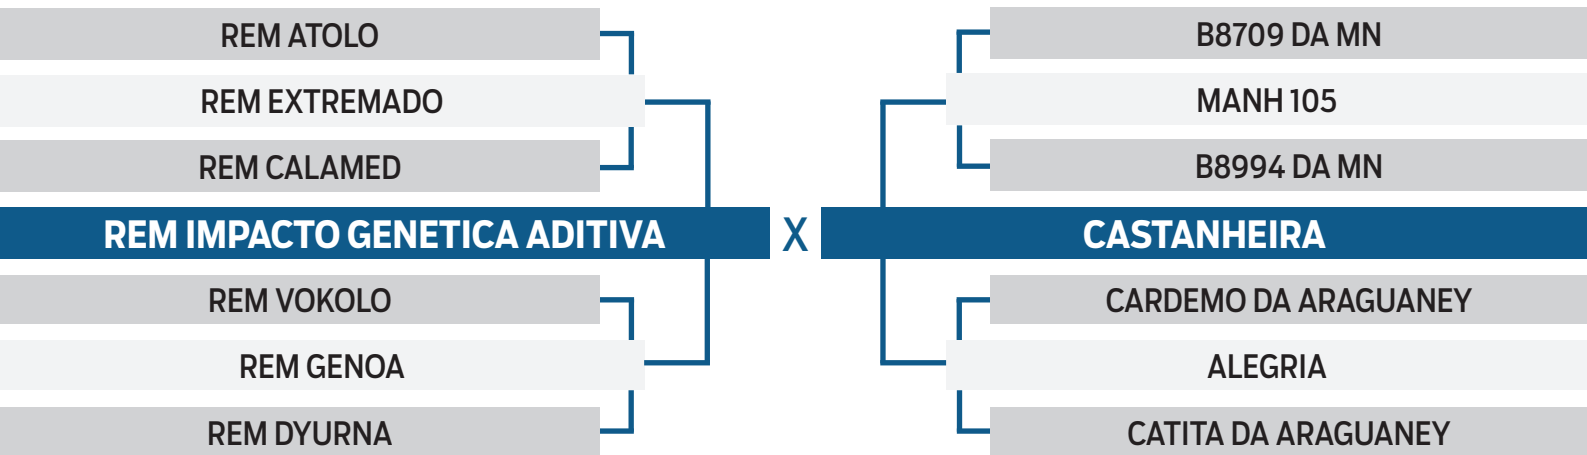 REM ATOLO
REM EXTREMADO
REM CALAMED
REM IMPACTO GENETICA ADITIVA
REM VOKOLO
REM GENOA
REM DYURNA
X
B8709 DA MN
MANH 105
B8994 DA MN
CASTANHEIRA
CARDEMO DA ARAGUANEY
ALEGRIA
CATITA DA ARAGUANEY